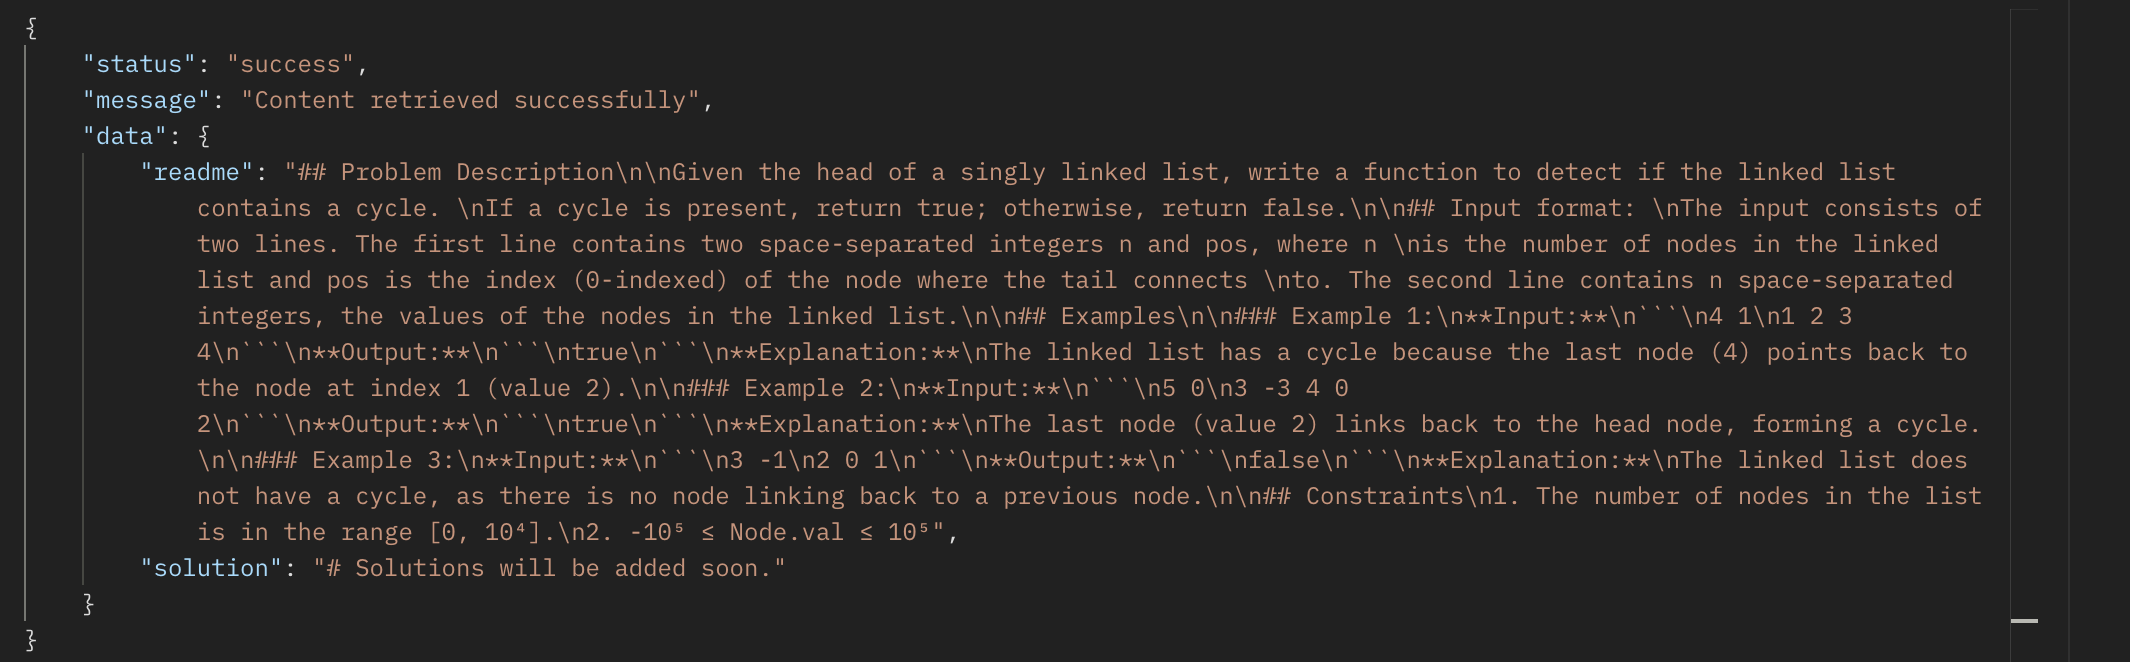 {
"status": "success",
"message": "Content retrieved successfully",
"data": {
"readme": "## Problem Description\n\nGiven the head of a singly linked list, write a function to detect if the linked list
contains a cycle. \nIf a cycle is present, return true; otherwise, return false.\n\n## Input format: \nThe input consists of
two lines. The first line contains two space-separated integers n and pos, where n \nis the number of nodes in the linked
list and pos is the index (0-indexed) of the node where the tail connects \nto. The second line contains n space-separated
integers, the values of the nodes in the linked list.\n\n## Examples\n\n### Example 1:\n**Input:**\n```\n4 1\n1 2 3
4\n```\n**Output:**\n```\ntrue\n```\n**Explanation:**\nThe linked list has a cycle because the last node (4) points back to
the node at index 1 (value 2).\n\n### Example 2:\n**Input:**\n```\n5 0\n3 -3 4 0
2\n```\n**Output:**\n```\ntrue\n```\n**Explanation:**\nThe last node (value 2) links back to the head node, forming a cycle.
\n\n### Example 3:\n**Input:**\n```\n3 -1\n2 0 1\n```\n**Output:**\n```\nfalse\n```\n**Explanation:**\nThe linked list does
not have a cycle, as there is no node linking back to a previous node.\n\n## Constraints\n1. The number of nodes in the list
is in the range [0, 10⁴].\n2. -10⁵ ≤ Node.val ≤ 10⁵",
"solution": "# Solutions will be added soon."
}
}